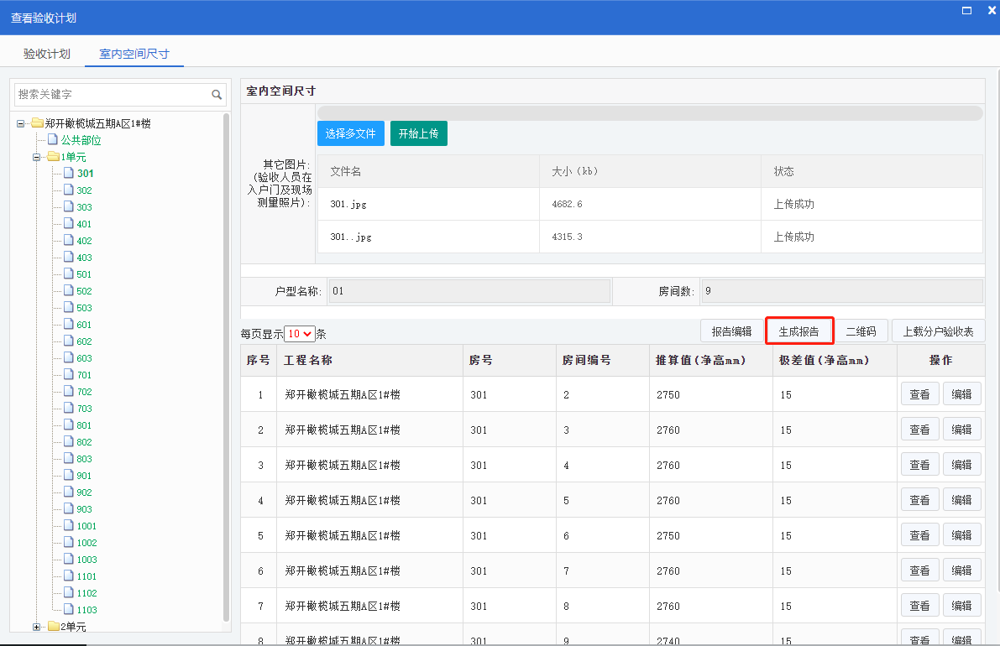 查看验收计划
验收计划 室内空间尺寸
搜索关键字
郑开橄榄城五期A区1#楼
公共部位
1单元
301
302
303
401
402
403
501
502
503
601
602
603
701
702
703
801
802
803
901
902
903
1001
1002
1003
1101
1102
1103
2单元
室内空间尺寸
其它图片:
(验收人员在
入户门及现场
测量照片):
选择多文件 开始上传
文件名 大小（kb） 状态
301.jpg 4682.6 上传成功
301..jpg 4315.3 上传成功
户型名称: 01 房间数: 9
每页显示 10 条 报告编辑 生成报告 二维码 上载分户验收表
序号 工程名称 房号 房间编号 推算值(净高mm) 极差值(净高mm) 操作
1 郑开橄榄城五期A区1#楼 301 2 2750 15 查看 编辑
2 郑开橄榄城五期A区1#楼 301 3 2760 15 查看 编辑
3 郑开橄榄城五期A区1#楼 301 4 2760 15 查看 编辑
4 郑开橄榄城五期A区1#楼 301 5 2760 15 查看 编辑
5 郑开橄榄城五期A区1#楼 301 6 2750 15 查看 编辑
6 郑开橄榄城五期A区1#楼 301 7 2760 15 查看 编辑
7 郑开橄榄城五期A区1#楼 301 8 2760 15 查看 编辑
8 郑开橄榄城五期A区1#楼 301 9 2740 15 查看 编辑